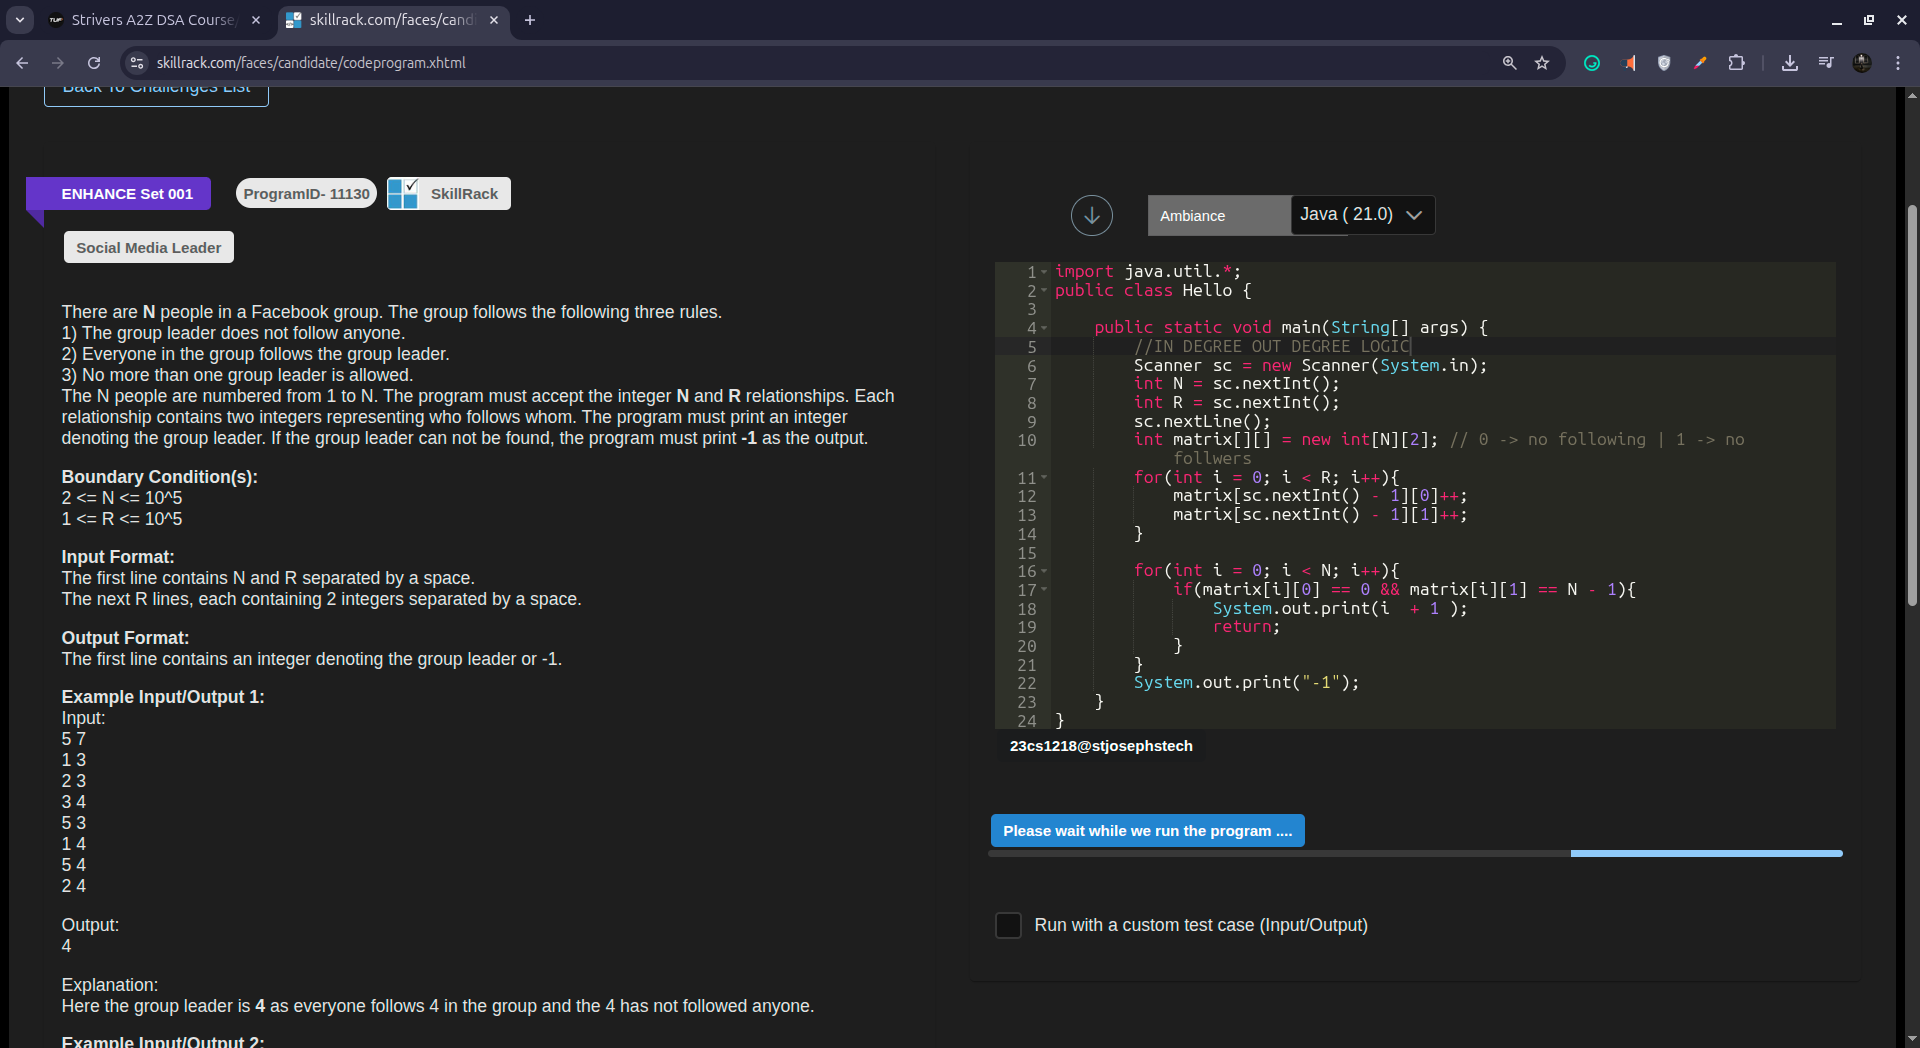 Strivers A2Z DSA Course
skillrack.com/faces/cand
skillrack.com/faces/candidate/codeprogram.xhtml
Back To Challenges List
ENHANCE Set 001
ProgramID- 11130
SkillRack
Social Media Leader
There are N people in a Facebook group. The group follows the following three rules.
1) The group leader does not follow anyone.
2) Everyone in the group follows the group leader.
3) No more than one group leader is allowed.
The N people are numbered from 1 to N. The program must accept the integer N and R relationships. Each
relationship contains two integers representing who follows whom. The program must print an integer
denoting the group leader. If the group leader can not be found, the program must print -1 as the output.
Boundary Condition(s):
2 <= N <= 10^5
1 <= R <= 10^5
Input Format:
The first line contains N and R separated by a space.
The next R lines, each containing 2 integers separated by a space.
Output Format:
The first line contains an integer denoting the group leader or -1.
Example Input/Output 1:
Input:
5 7
1 3
2 3
3 4
5 3
1 4
5 4
2 4
Output:
4
Explanation:
Here the group leader is 4 as everyone follows 4 in the group and the 4 has not followed anyone.
Example Input/Output 2:
Ambiance
Java ( 21.0)
1 import java.util.*;
2 public class Hello {
3
4 public static void main(String[] args) {
5 //IN DEGREE OUT DEGREE LOGIC
6 Scanner sc = new Scanner(System.in);
7 int N = sc.nextInt();
8 int R = sc.nextInt();
9 sc.nextLine();
10 int matrix[][] = new int[N][2]; // 0 -> no following | 1 -> no
follwers
11 for(int i = 0; i < R; i++){
12 matrix[sc.nextInt() - 1][0]++;
13 matrix[sc.nextInt() - 1][1]++;
14 }
15
16 for(int i = 0; i < N; i++){
17 if(matrix[i][0] == 0 && matrix[i][1] == N - 1){
18 System.out.print(i  + 1 );
19 return;
20 }
21 }
22 System.out.print("-1");
23 }
24 }
23cs1218@stjosephstech
Please wait while we run the program ....
Run with a custom test case (Input/Output)